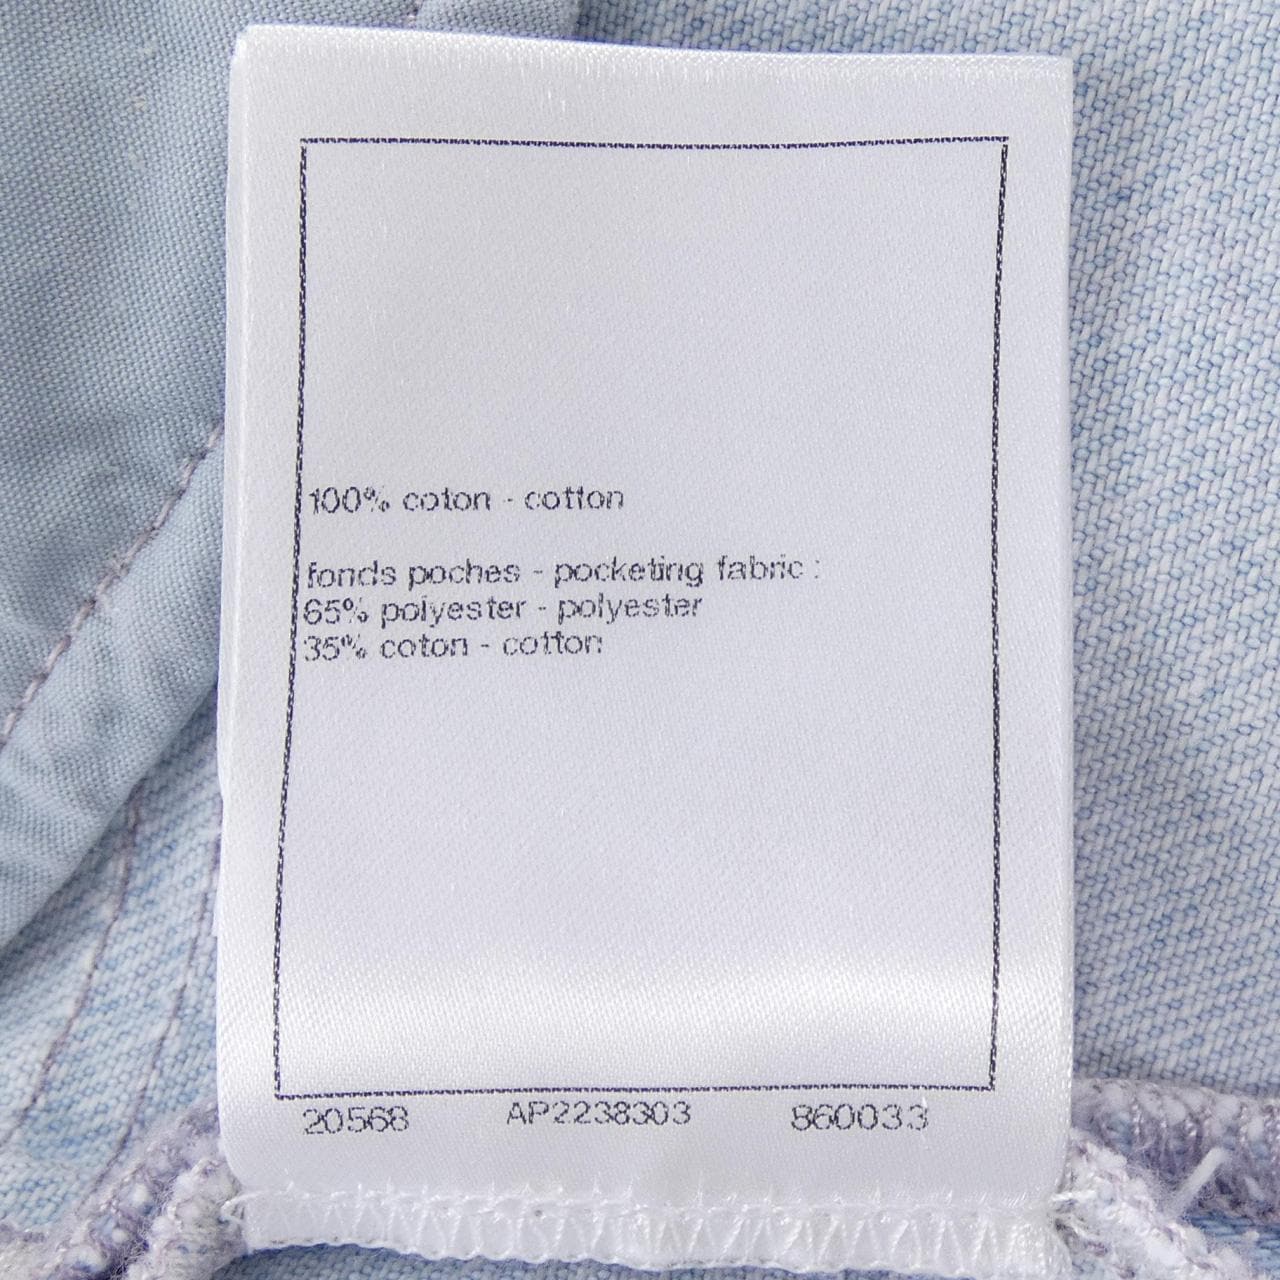 100% coton - cotton
fonds poches - pocketing fabric :
65% polyester - polyester
35% coton - cotton
20568 AP2238303 860033